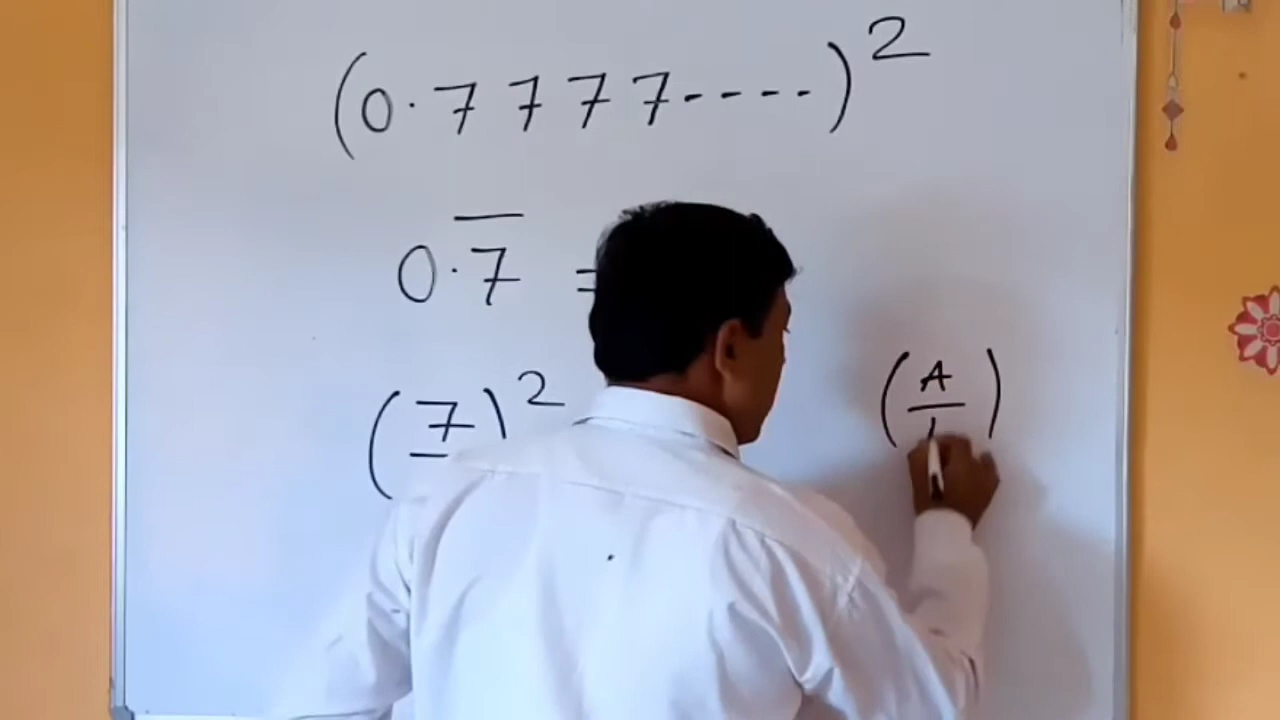 (0.7777----)²
0.7̅ =
(7/ )²
(A/ )